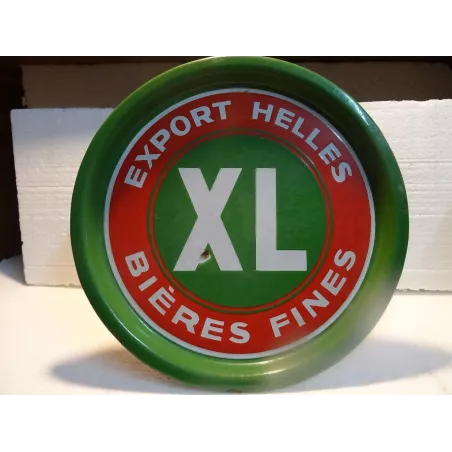 EXPORT HELLES
XL
BIÈRES FINES